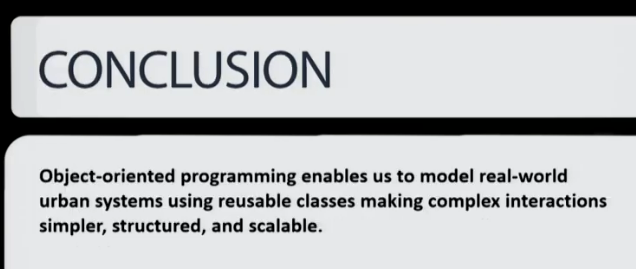 CONCLUSION
Object-oriented programming enables us to model real-world
urban systems using reusable classes making complex interactions
simpler, structured, and scalable.